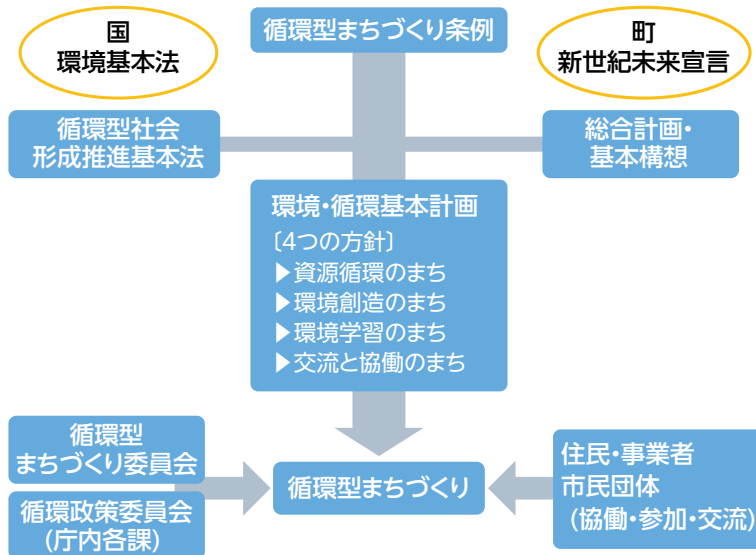 国
環境基本法
循環型まちづくり条例
町
新世紀未来宣言
循環型社会
形成推進基本法
総合計画・
基本構想
環境・循環基本計画
〔4つの方針〕
▶資源循環のまち
▶環境創造のまち
▶環境学習のまち
▶交流と協働のまち
循環型
まちづくり委員会
循環政策委員会
(庁内各課)
循環型まちづくり
住民・事業者
市民団体
(協働・参加・交流)